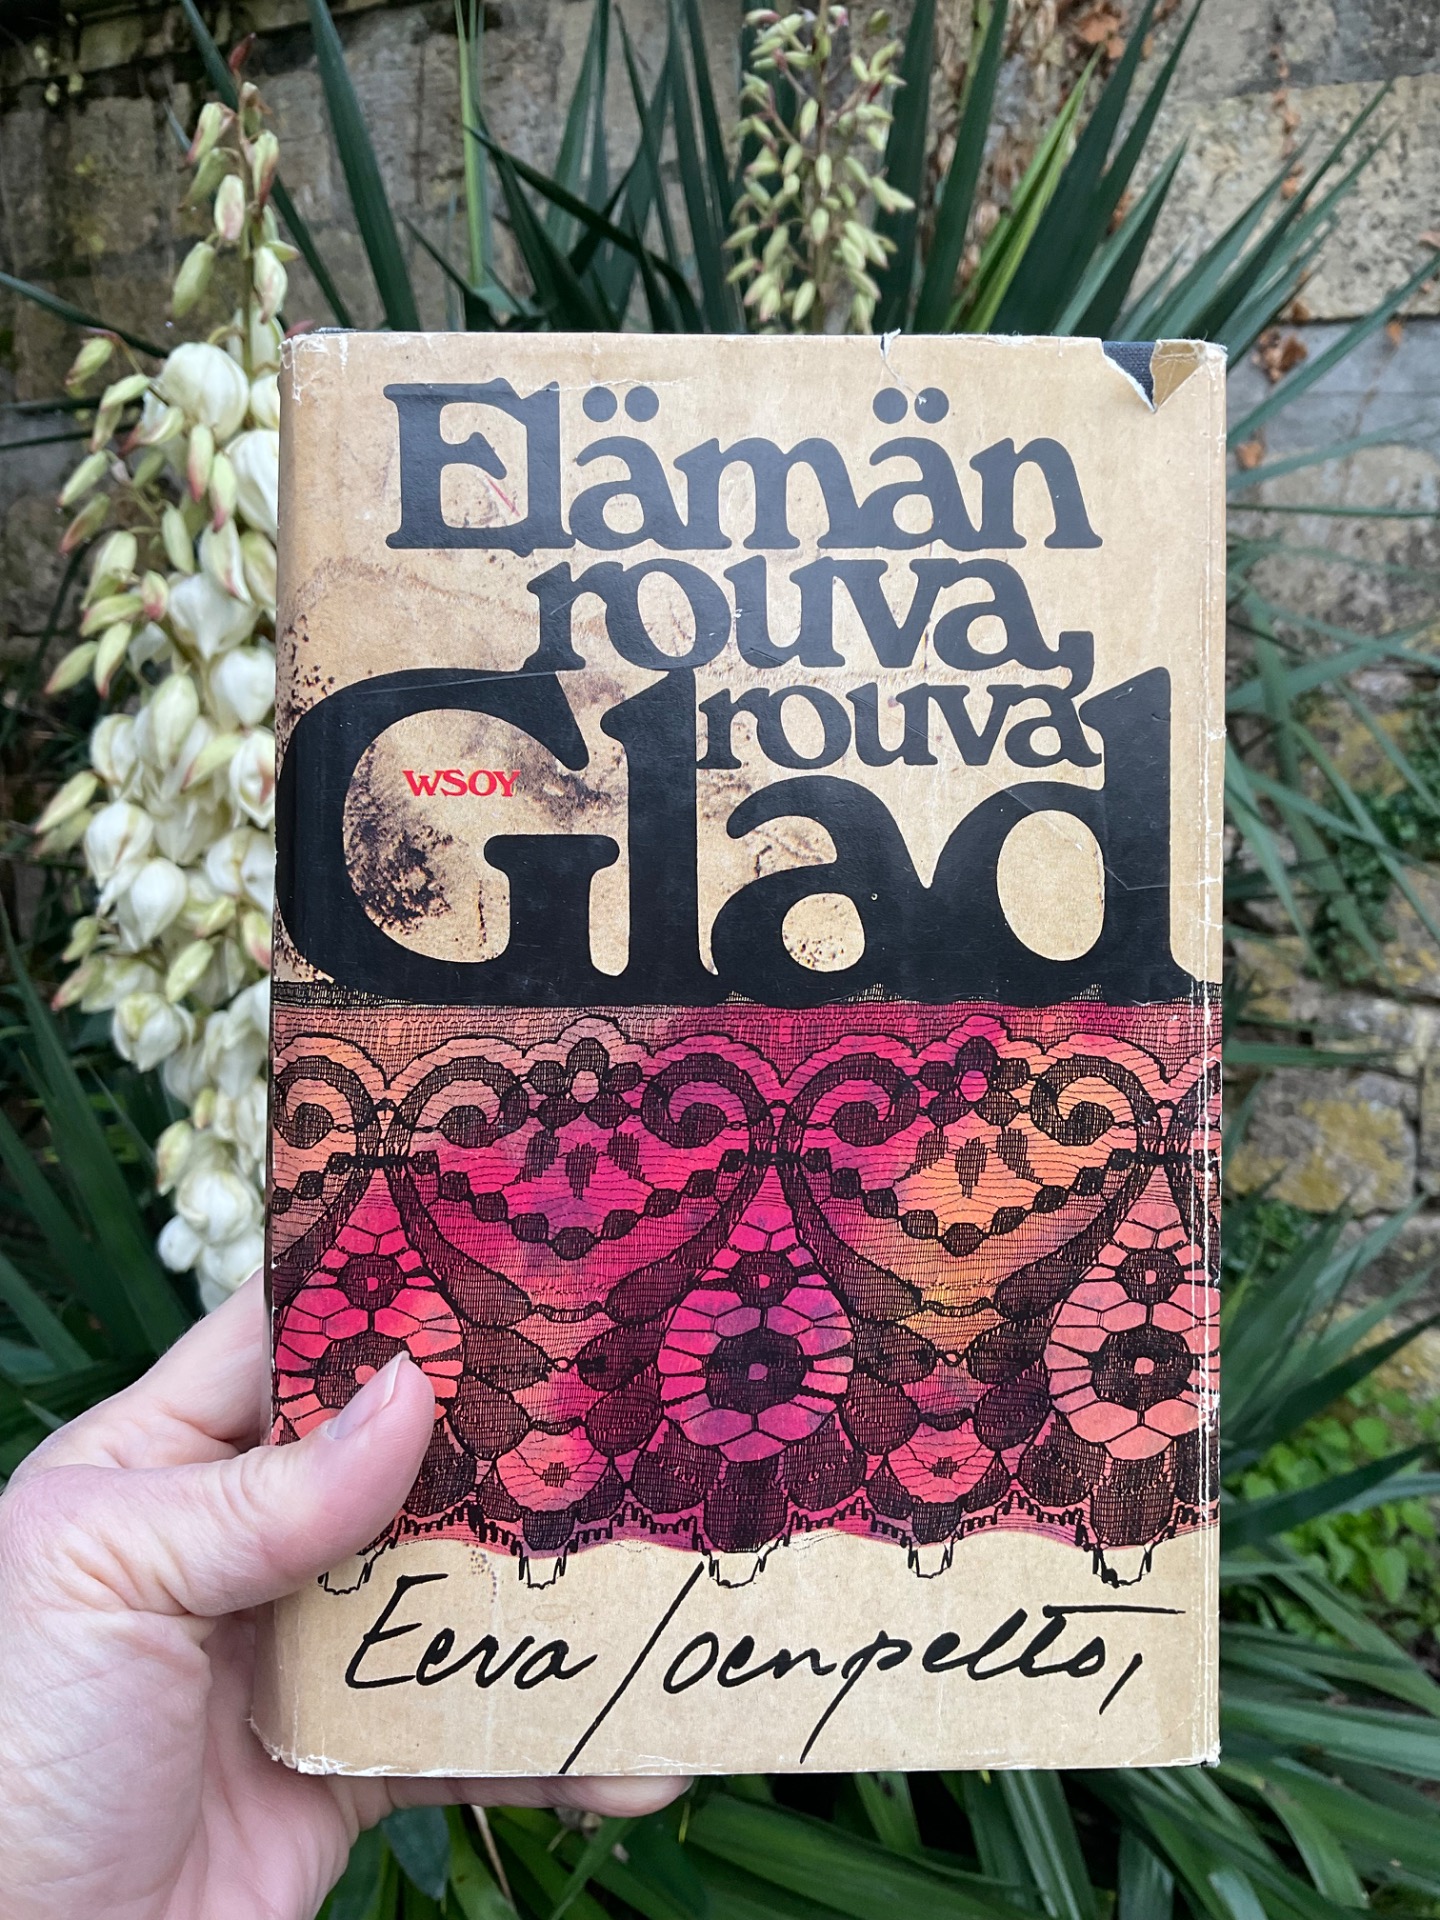 Elämän
rouva,
rouva
Glad
WSOY
Eeva Joenpelto,